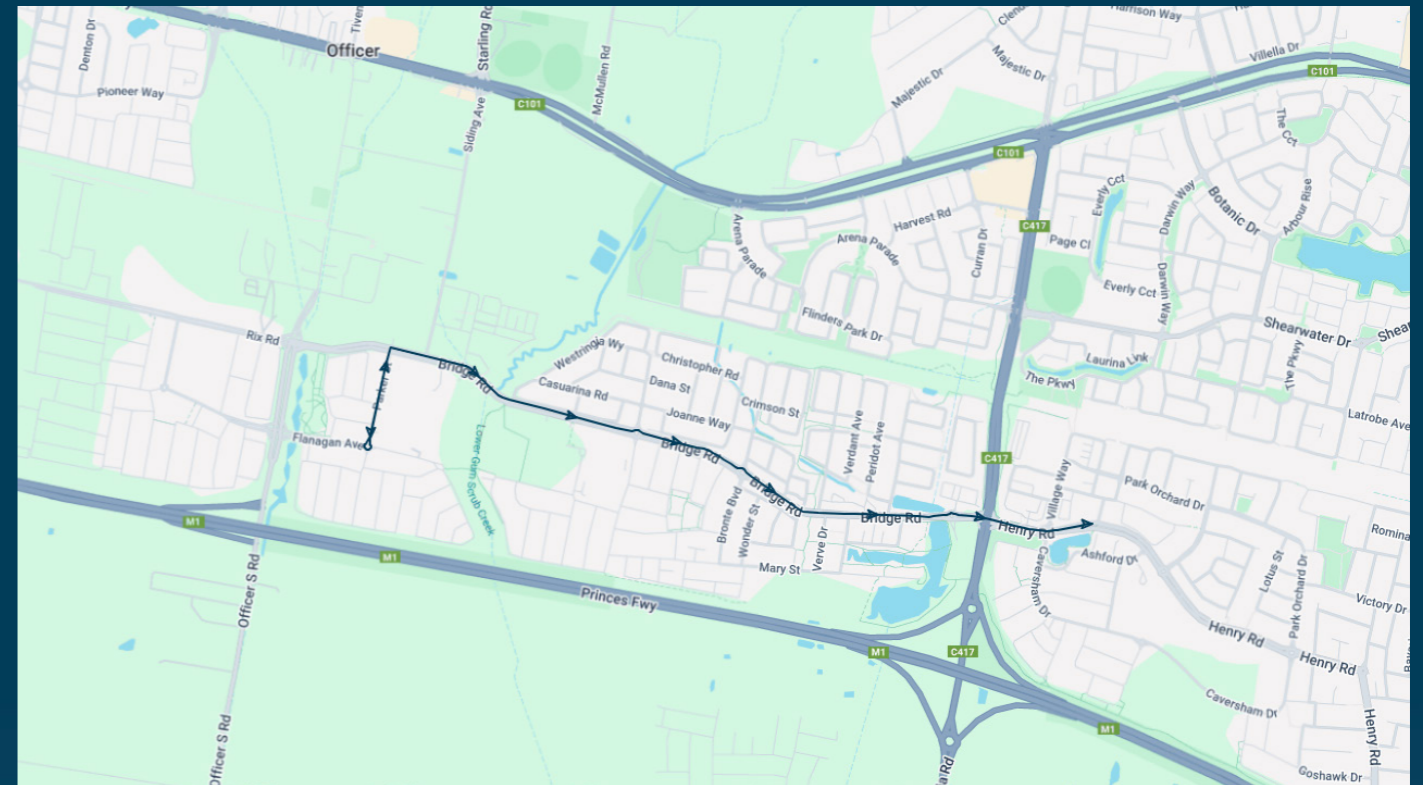 Denton Dr
Pioneer Way
Officer
Siding Ave
Starling Rd
McMullen Rd
C101
Majestic Dr
Majestic Dr
Harrison Way
Villella Dr
C101
C101
The Cct
Arbour Rise
Botanic Dr
Darwin Way
Darwin Way
Everly Cct
Everly Cct
Page Cl
C417
Harvest Rd
Curran Dr
Arena Parade
Arena Parade
Flinders Park Dr
Shearwater Dr
Laurina Link
The Pkwy
The Pkwy
Latrobe Ave
Rix Rd
Bridge Rd
Westringia Wy
Casuarina Rd
Christopher Rd
Dana St
Joanne Way
Crimson St
Verdant Ave
Peridot Ave
Flanagan Ave
Lower Gum Scrub Creek
Bridge Rd
Bridge Rd
Bridge Rd
Bronte Bvd
Wonder St
Verve Dr
Mary St
C417
Village Way
Park Orchard Dr
Henry Rd
Ashford Dr
Caversham Dr
Lotus St
Park Orchard Dr
Victory Dr
Henry Rd
Henry Rd
Henry Rd
Caversham Dr
Goshawk Dr
M1
M1
Princes Fwy
M1
C417
M1
Officer S Rd
Officer S Rd